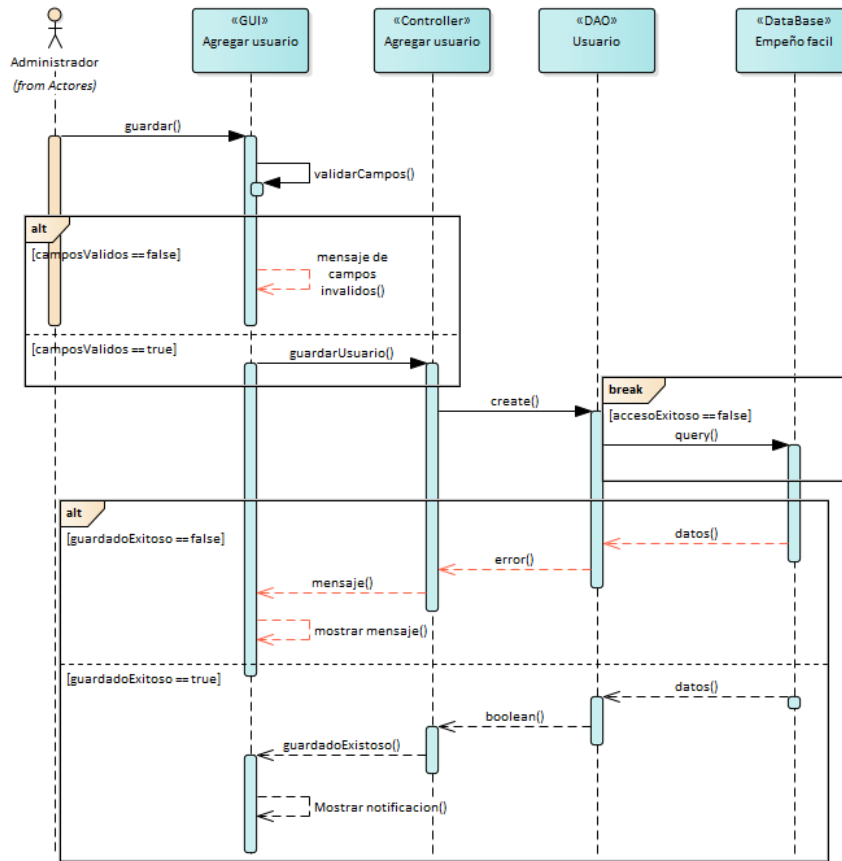 «GUI»
Agregar usuario
«Controller»
Agregar usuario
«DAO»
Usuario
«DataBase»
Empeño facil
Administrador
(from Actores)
guardar()
validarCampos()
alt
[camposValidos ==false]
mensaje de
campos
invalidos()
[camposValidos ==true]
guardarUsuario()
break
create()
[accesoExitoso ==false]
query()
alt
[guardadoExitoso ==false]
datos()
error()
mensaje()
mostrar mensaje()
[guardadoExitoso ==true]
datos()
boolean()
guardadoExistoso()
Mostrar notificacion()